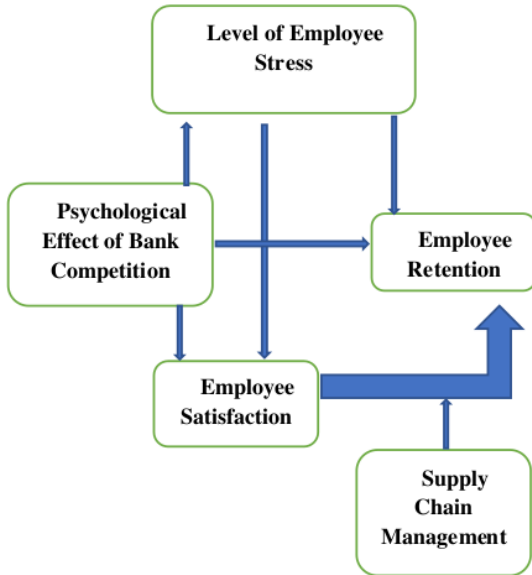 Level of Employee
Stress
Psychological
Effect of Bank
Competition
Employee
Retention
Employee
Satisfaction
Supply
Chain
Management